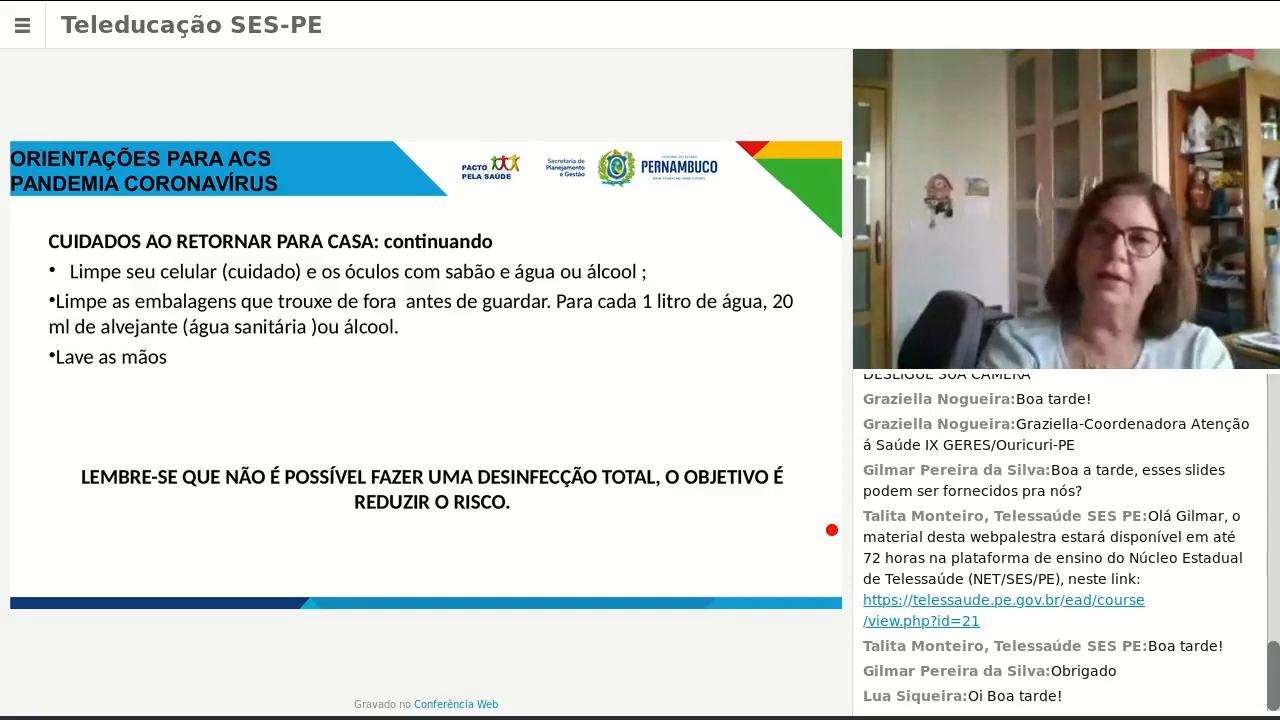 Teleducação SES-PE
ORIENTAÇÕES PARA ACS
PANDEMIA CORONAVÍRUS
PACTO
PELA SAÚDE
Secretaria de
Planejamento
e Gestão
GOVERNO DO ESTADO
PERNAMBUCO
CUIDADOS AO RETORNAR PARA CASA: continuando
• Limpe seu celular (cuidado) e os óculos com sabão e água ou álcool ;
•Limpe as embalagens que trouxe de fora  antes de guardar. Para cada 1 litro de água, 20
ml de alvejante (água sanitária )ou álcool.
•Lave as mãos
LEMBRE-SE QUE NÃO É POSSÍVEL FAZER UMA DESINFECÇÃO TOTAL, O OBJETIVO É
REDUZIR O RISCO.
Gravado no Conferência Web
DESLIGUE SUA CÂMERA
Graziella Nogueira:Boa tarde!
Graziella Nogueira:Graziella-Coordenadora Atenção
á Saúde IX GERES/Ouricuri-PE
Gilmar Pereira da Silva:Boa a tarde, esses slides
podem ser fornecidos pra nós?
Talita Monteiro, Telessaúde SES PE:Olá Gilmar, o
material desta webpalestra estará disponível em até
72 horas na plataforma de ensino do Núcleo Estadual
de Telessaúde (NET/SES/PE), neste link:
https://telessaude.pe.gov.br/ead/course
/view.php?id=21
Talita Monteiro, Telessaúde SES PE:Boa tarde!
Gilmar Pereira da Silva:Obrigado
Lua Siqueira:Oi Boa tarde!